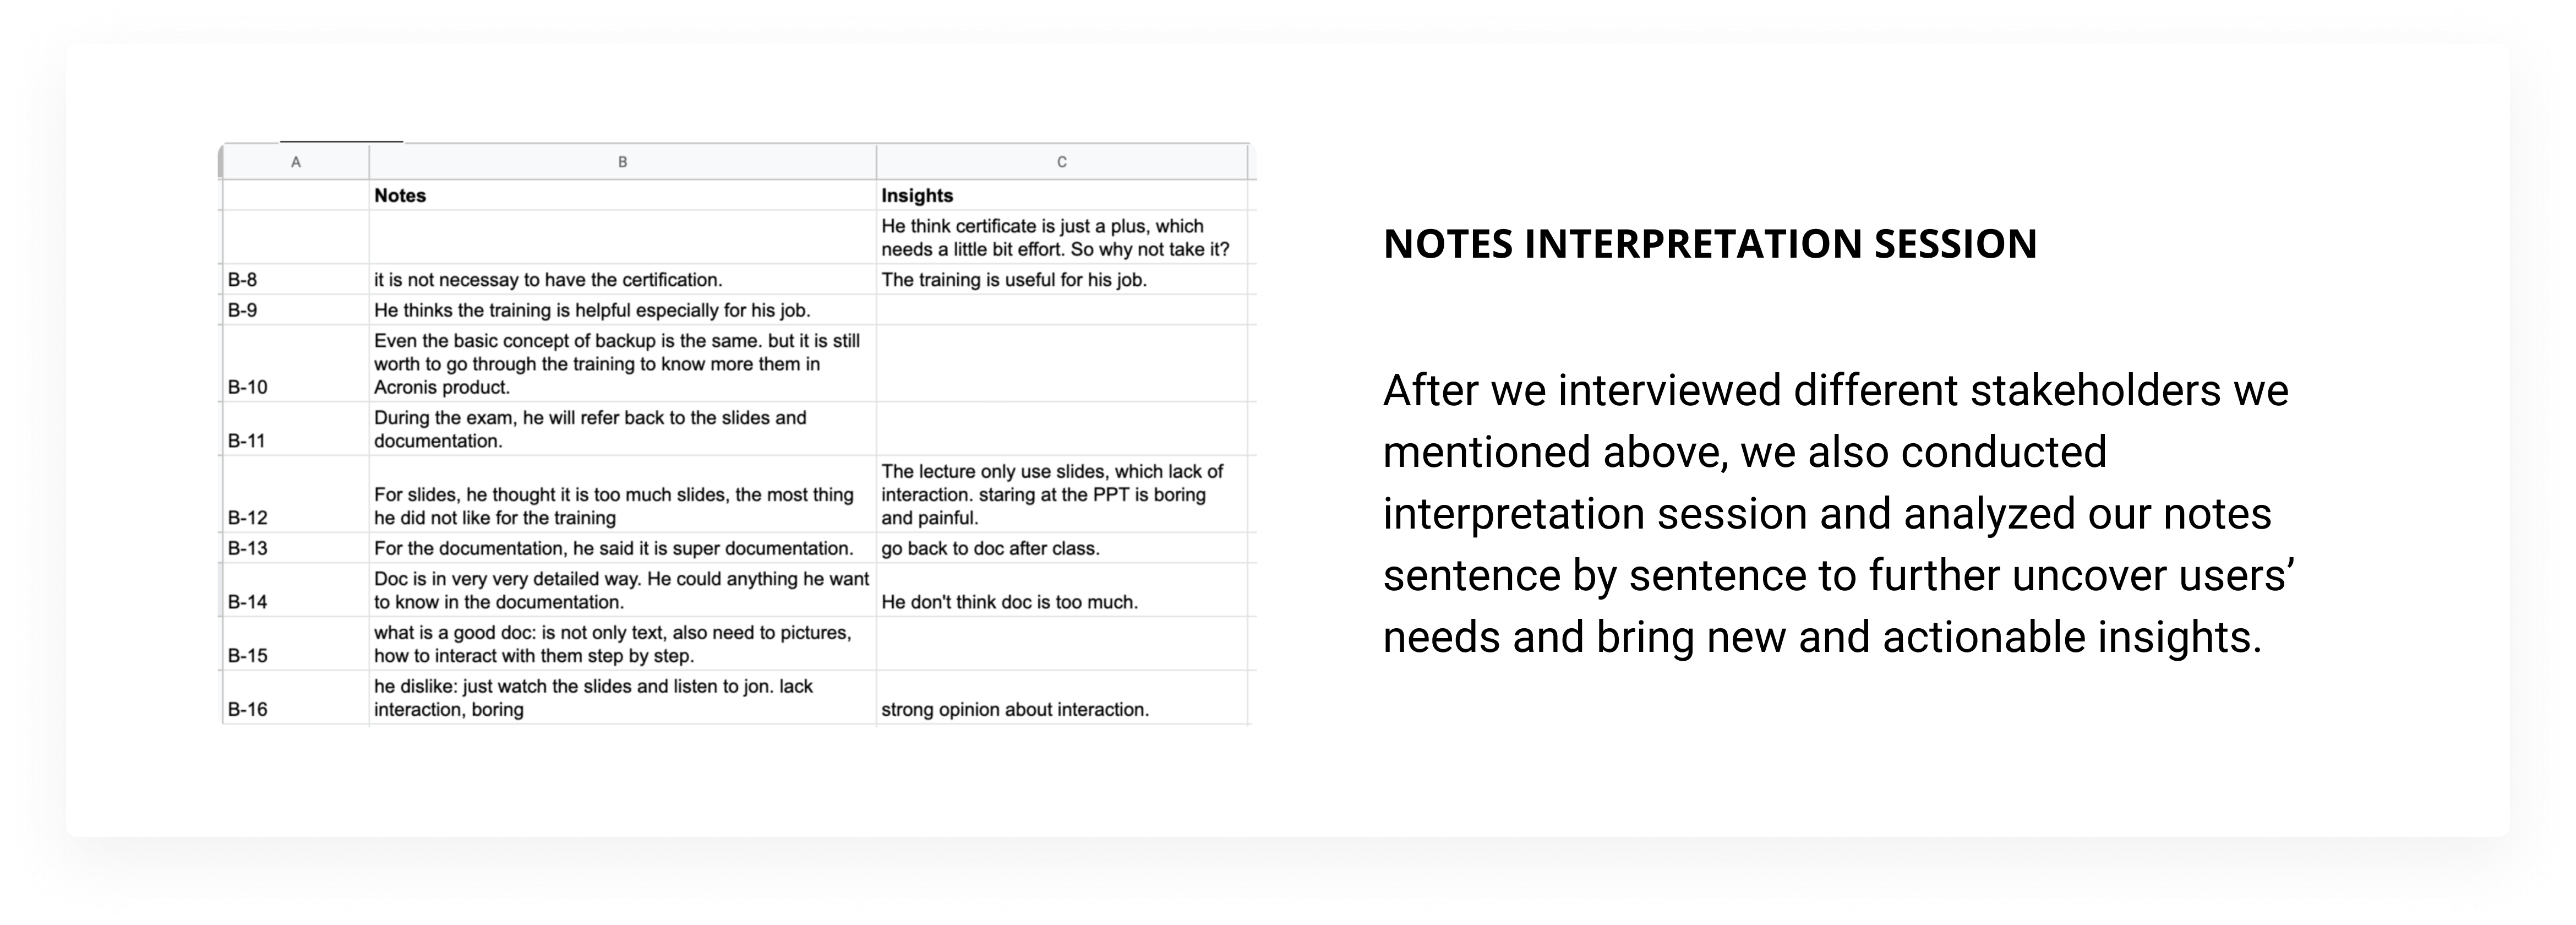 A B C
Notes Insights
He think certificate is just a plus, which
needs a little bit effort. So why not take it?
B-8 it is not necessay to have the certification. The training is useful for his job.
B-9 He thinks the training is helpful especially for his job.
Even the basic concept of backup is the same. but it is still
worth to go through the training to know more them in
B-10 Acronis product.
During the exam, he will refer back to the slides and
B-11 documentation.
The lecture only use slides, which lack of
For slides, he thought it is too much slides, the most thing interaction. staring at the PPT is boring
B-12 he did not like for the training and painful.
B-13 For the documentation, he said it is super documentation. go back to doc after class.
Doc is in very very detailed way. He could anything he want
B-14 to know in the documentation. He don't think doc is too much.
what is a good doc: is not only text, also need to pictures,
B-15 how to interact with them step by step.
he dislike: just watch the slides and listen to jon. lack
B-16 interaction, boring strong opinion about interaction.
NOTES INTERPRETATION SESSION
After we interviewed different stakeholders we
mentioned above, we also conducted
interpretation session and analyzed our notes
sentence by sentence to further uncover users’
needs and bring new and actionable insights.